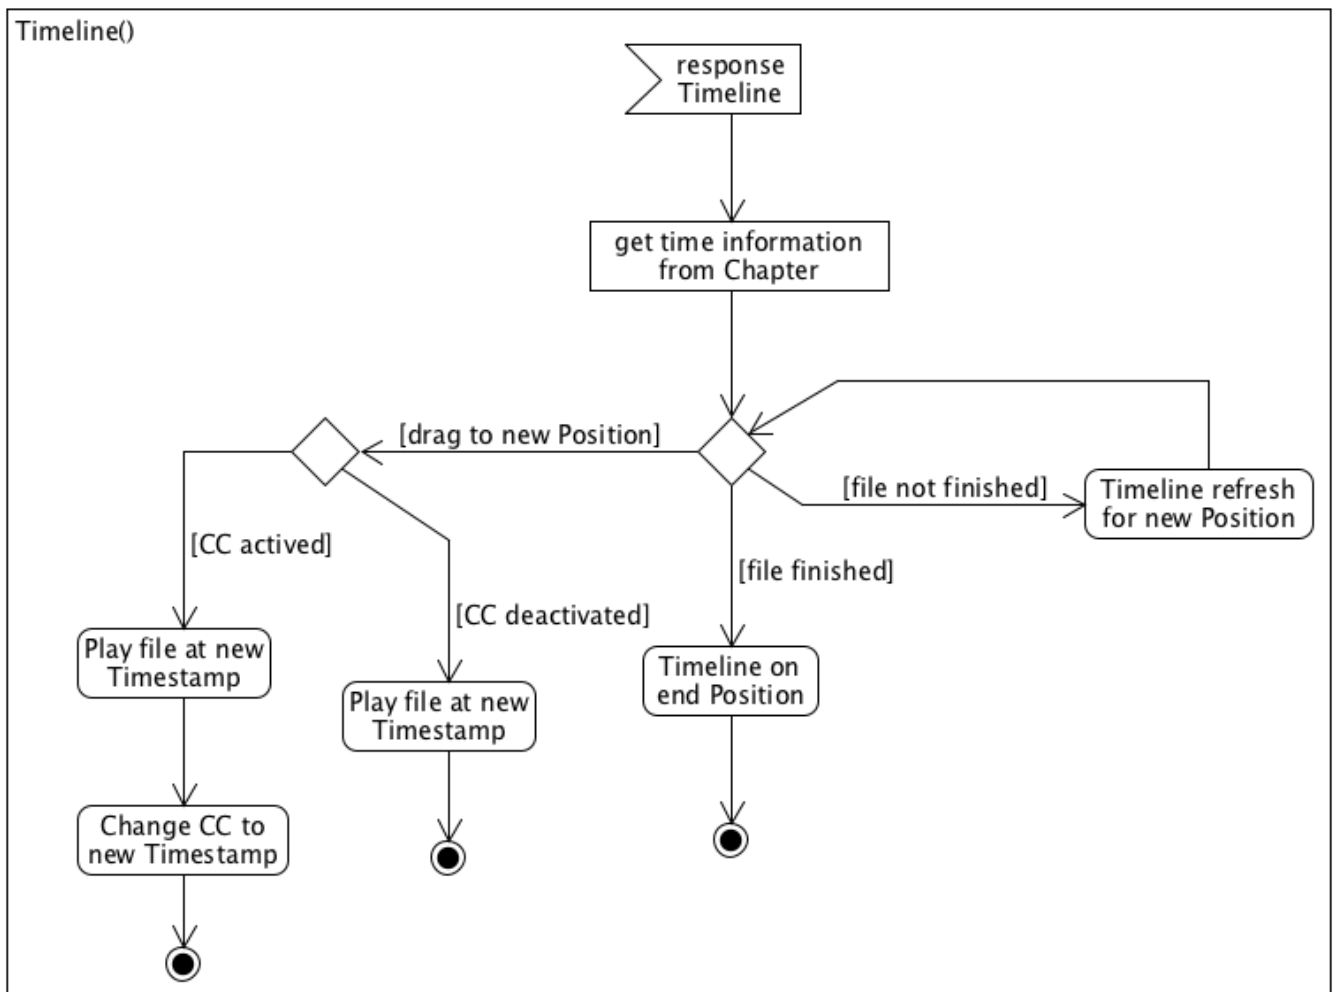 Timeline()
response
Timeline
get time information
from Chapter
[drag to new Position]
[file not finished]
Timeline refresh
for new Position
[CC actived]
[file finished]
[CC deactivated]
Play file at new
Timestamp
Timeline on
end Position
Play file at new
Timestamp
Change CC to
new Timestamp